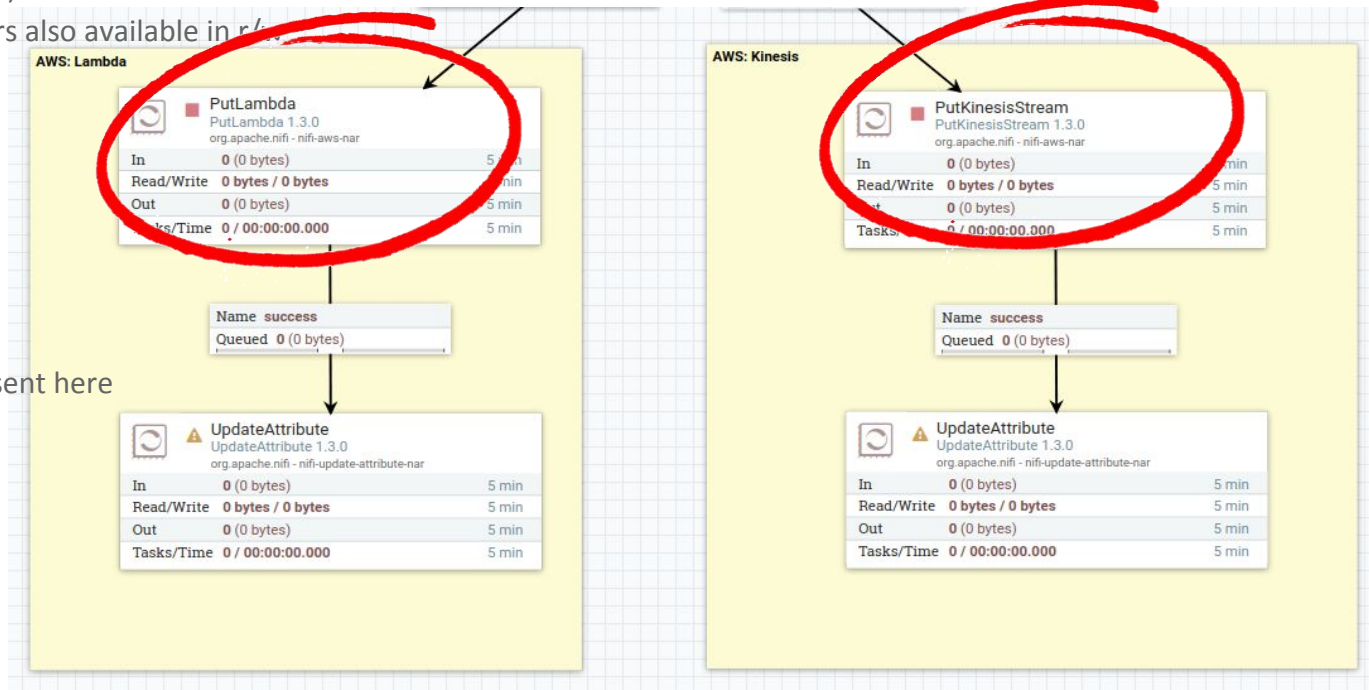 rs also available in
AWS: Lambda
PutLambda
PutLambda 1.3.0
org.apache.nifi - nifi-aws-nar
In 0 (0 bytes) 5
Read/Write 0 bytes / 0 bytes min
Out 0 (0 bytes) 5 min
ks/Time 0 / 00:00:00.000 5 min
Name success
Queued 0 (0 bytes)
sent here
UpdateAttribute
UpdateAttribute 1.3.0
org.apache.nifi - nifi-update-attribute-nar
In 0 (0 bytes) 5 min
Read/Write 0 bytes / 0 bytes 5 min
Out 0 (0 bytes) 5 min
Tasks/Time 0 / 00:00:00.000 5 min
AWS: Kinesis
PutKinesisStream
PutKinesisStream 1.3.0
org.apache.nifi - nifi-aws-nar
In 0 (0 bytes) min
Read/Write 0 bytes / 0 bytes 5 min
0 (0 bytes) 5 min
Tasks/ 0 / 00:00:00.000 5 min
Name success
Queued 0 (0 bytes)
UpdateAttribute
UpdateAttribute 1.3.0
org.apache.nifi - nifi-update-attribute-nar
In 0 (0 bytes) 5 min
Read/Write 0 bytes / 0 bytes 5 min
Out 0 (0 bytes) 5 min
Tasks/Time 0 / 00:00:00.000 5 min